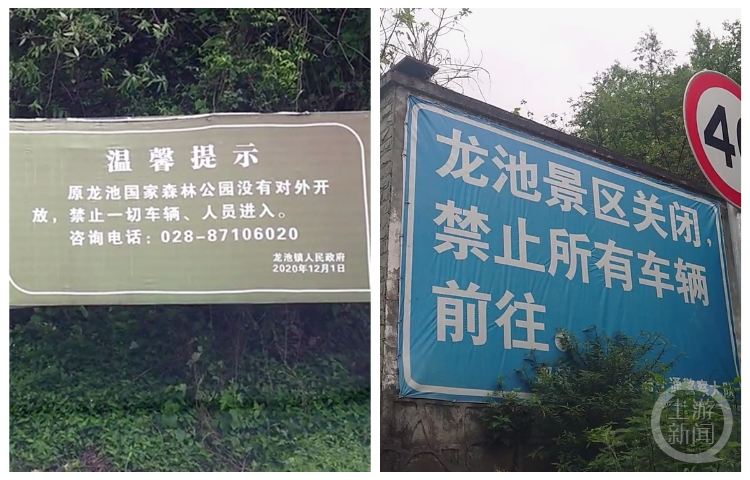 温馨提示
原龙池国家森林公园没有对外开
放，禁止一切车辆、人员进入。
咨询电话：028-87106020
龙池镇人民政府
2020年12月1日
龙池景区关闭，
禁止所有车辆
前往。
40
上游新闻